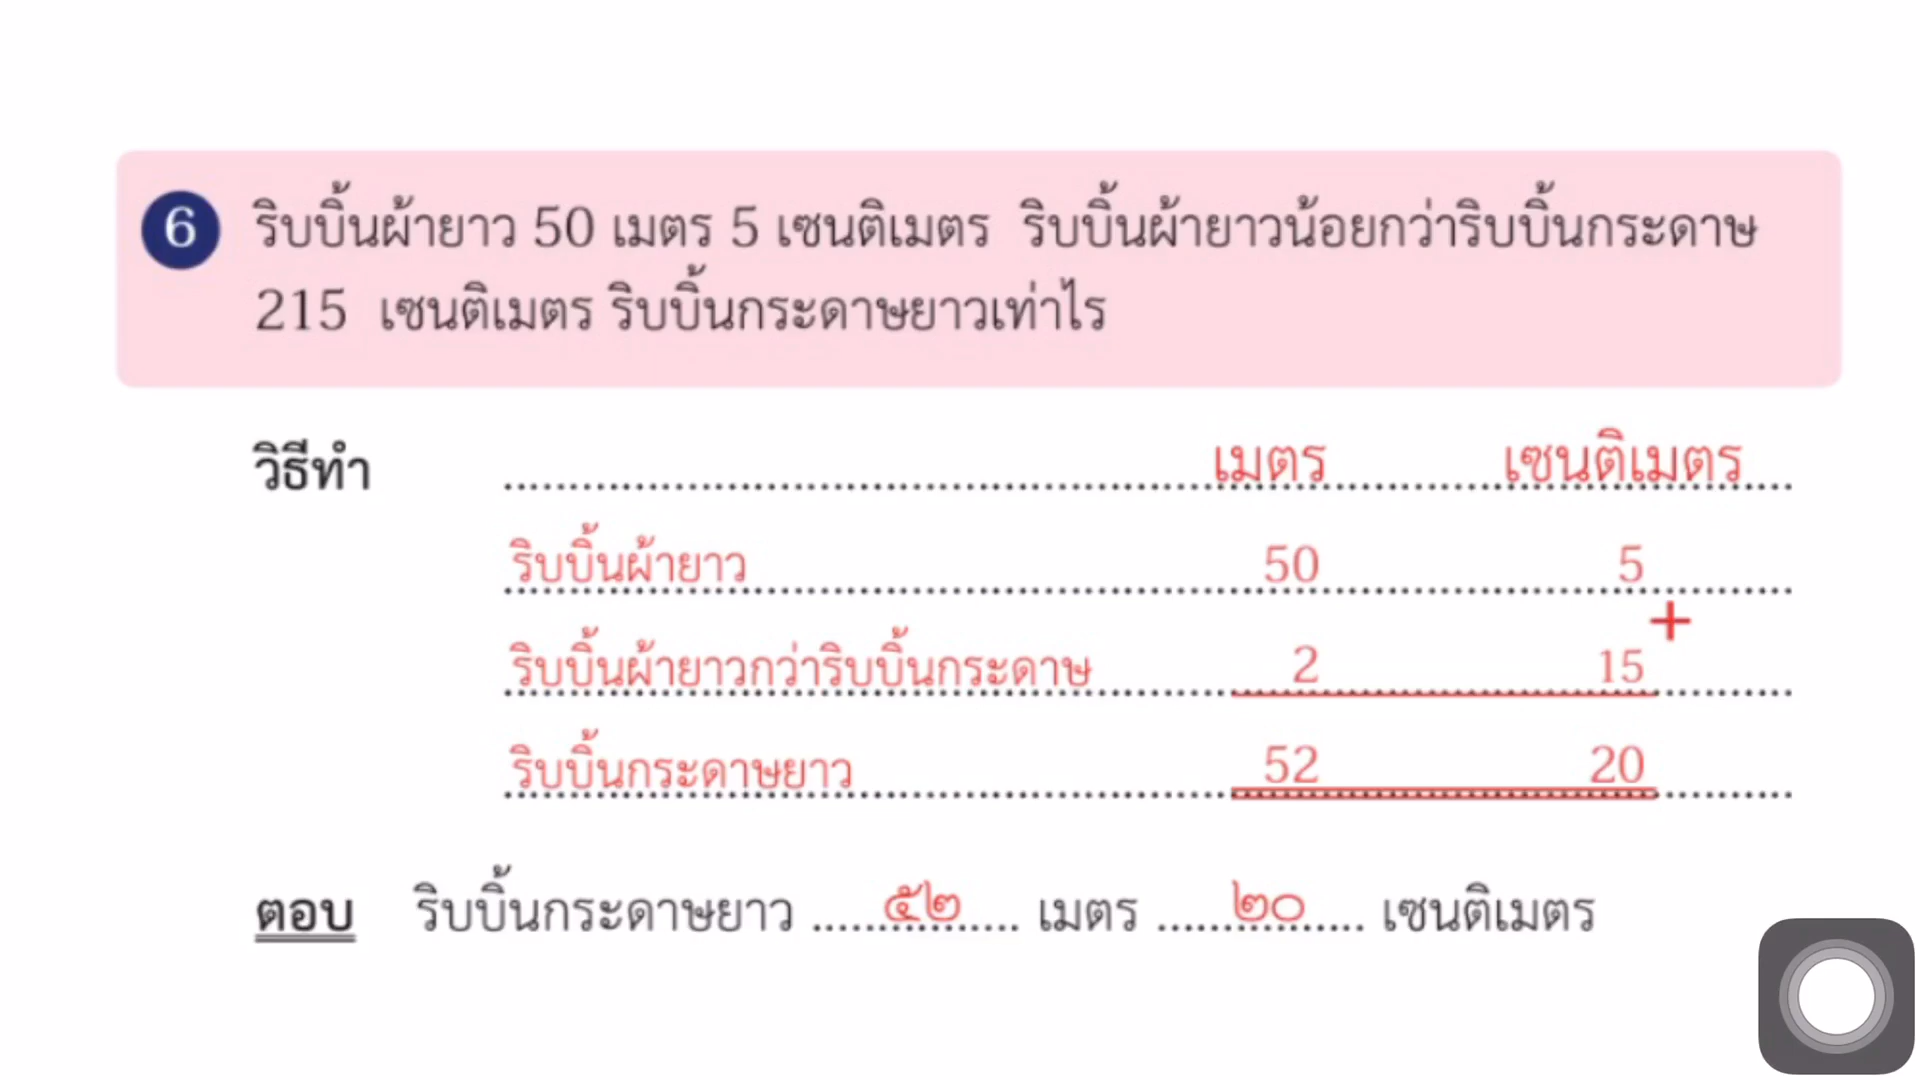 6 ริบบิ้นผ้ายาว 50 เมตร 5 เซนติเมตร ริบบิ้นผ้ายาวน้อยกว่าริบบิ้นกระดาษ
215 เซนติเมตร ริบบิ้นกระดาษยาวเท่าไร
วิธีทำ เมตร เซนติเมตร
ริบบิ้นผ้ายาว 50 5
+
ริบบิ้นผ้ายาวกว่าริบบิ้นกระดาษ 2 15
ริบบิ้นกระดาษยาว 52 20
ตอบ ริบบิ้นกระดาษยาว ๕๒ เมตร ๒๐ เซนติเมตร